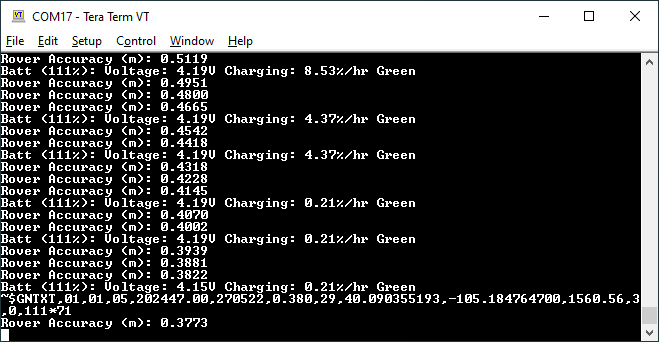 COM17 - Tera Term VT
File Edit Setup Control Window Help
Rover Accuracy (m): 0.5119
Batt (111%): Voltage: 4.19V Charging: 8.53%/hr Green
Rover Accuracy (m): 0.4951
Rover Accuracy (m): 0.4800
Rover Accuracy (m): 0.4665
Batt (111%): Voltage: 4.19V Charging: 4.37%/hr Green
Rover Accuracy (m): 0.4542
Rover Accuracy (m): 0.4418
Batt (111%): Voltage: 4.19V Charging: 4.37%/hr Green
Rover Accuracy (m): 0.4318
Rover Accuracy (m): 0.4228
Rover Accuracy (m): 0.4145
Batt (111%): Voltage: 4.19V Charging: 0.21%/hr Green
Rover Accuracy (m): 0.4070
Rover Accuracy (m): 0.4002
Batt (111%): Voltage: 4.19V Charging: 0.21%/hr Green
Rover Accuracy (m): 0.3939
Rover Accuracy (m): 0.3881
Rover Accuracy (m): 0.3822
Batt (111%): Voltage: 4.15V Charging: 0.21%/hr Green
~$GNTXT,01,01,05,202447.00,270522,0.380,29,40.090355193,-105.184764700,1560.56,3
,0,111*71
Rover Accuracy (m): 0.3773